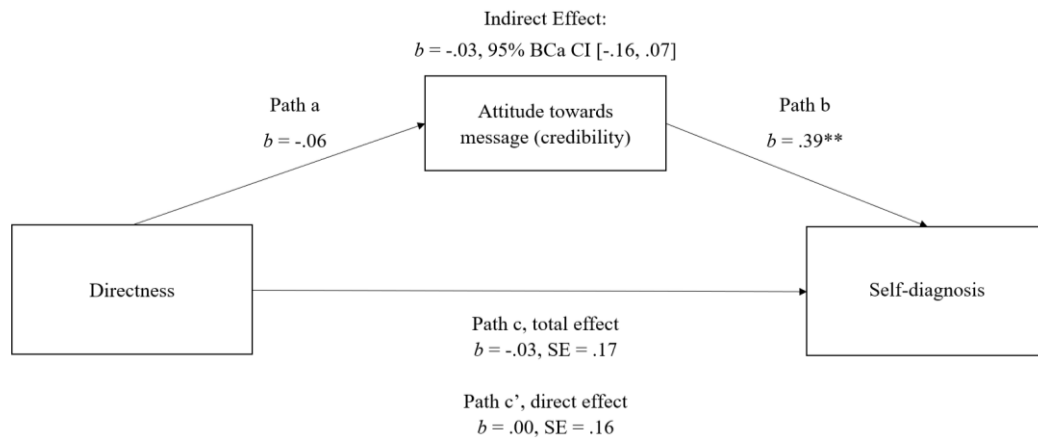 Indirect Effect:
b = -.03, 95% BCa CI [-.16, .07]
Path a
b = -.06
Attitude towards
message (credibility)
Path b
b = .39**
Directness
Self-diagnosis
Path c, total effect
b = -.03, SE = .17
Path c’, direct effect
b = .00, SE = .16